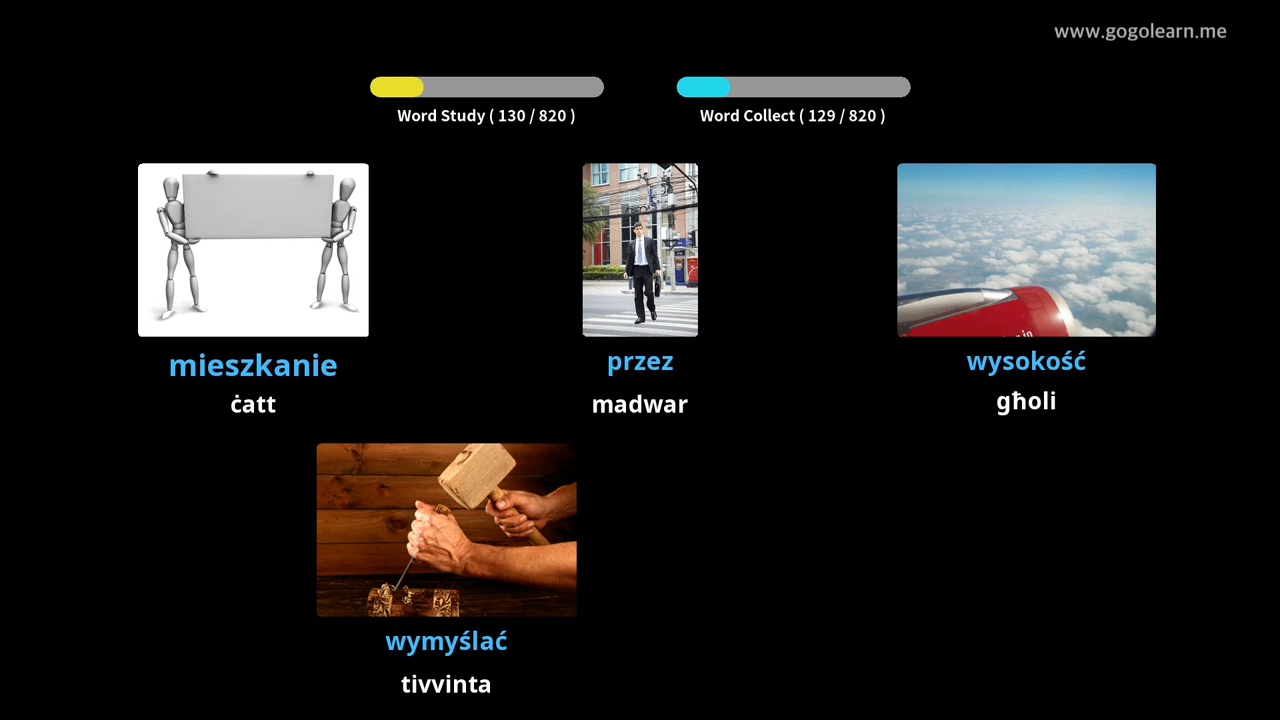 www.gogolearn.me
Word Study ( 130 / 820 )
Word Collect ( 129 / 820 )
mieszkanie
ċatt
przez
madwar
wysokość
għoli
wymyślać
tivvinta